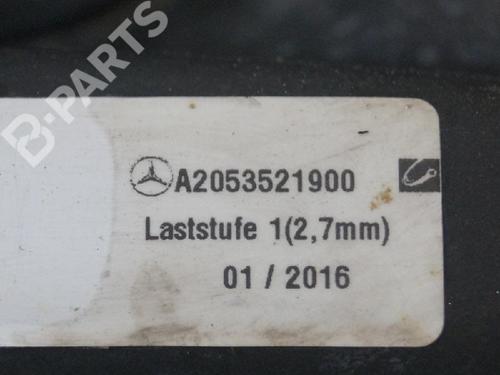 B-PARTS
A2053521900
Laststufe 1(2,7mm)
01 / 2016